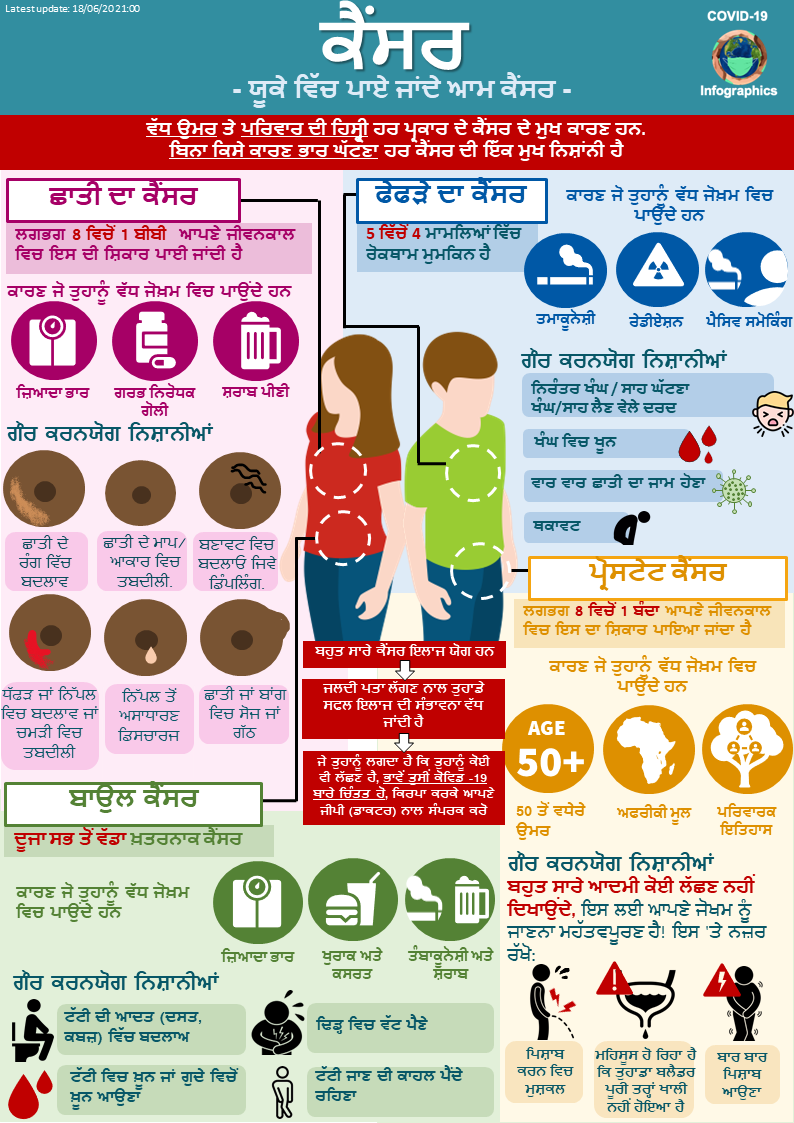 Latest update: 18/06/2021:00
ਕੈਂਸਰ
- ਯੂਕੇ ਵਿੱਚ ਪਾਏ ਜਾਂਦੇ ਆਮ ਕੈਂਸਰ -
COVID-19
Infographics
ਵੱਧ ਉਮਰ ਤੇ ਪਰਿਵਾਰ ਦੀ ਹਿਸਟ੍ਰੀ ਹਰ ਪ੍ਰਕਾਰ ਦੇ ਕੈਂਸਰ ਦੇ ਮੁਖ ਕਾਰਣ ਹਨ.
ਬਿਨਾ ਕਿਸੇ ਕਾਰਣ ਭਾਰ ਘੱਟਣਾ ਹਰ ਕੈਂਸਰ ਦੀ ਇੱਕ ਮੁਖ ਨਿਸ਼ਾਂਨੀ ਹੈ
ਛਾਤੀ ਦਾ ਕੈਂਸਰ
ਲਗਭਗ 8 ਵਿਚੋਂ 1 ਬੀਬੀ ਆਪਣੇ ਜੀਵਨਕਾਲ
ਵਿਚ ਇਸ ਦੀ ਸ਼ਿਕਾਰ ਪਾਈ ਜਾਂਦੀ ਹੈ
ਕਾਰਣ ਜੋ ਤੁਹਾਨੂੰ ਵੱਧ ਜੋਖ਼ਮ ਵਿਚ ਪਾਉਂਦੇ ਹਨ
ਜ਼ਿਆਦਾ ਭਾਰ
ਗਰਭ ਨਿਰੋਧਕ
ਗੋਲੀ
ਸ਼ਰਾਬ ਪੀਣੀ
ਗੌਰ ਕਰਨਯੋਗ ਨਿਸ਼ਾਨੀਆਂ
ਛਾਤੀ ਦੇ
ਰੰਗ ਵਿੱਚ
ਬਦਲਾਵ
ਛਾਤੀ ਦੇ ਮਾਪ/
ਆਕਾਰ ਵਿਚ
ਤਬਦੀਲੀ.
ਬਣਾਵਟ ਵਿਚ
ਬਦਲਾਓ ਜਿਵੇ
ਡਿੰਪਲਿੰਗ.
ਧੱਫੜ ਜਾਂ ਨਿੱਪਲ
ਵਿਚ ਬਦਲਾਵ ਜਾਂ
ਚਮੜੀ ਵਿਚ
ਤਬਦੀਲੀ
ਨਿੱਪਲ ਤੋਂ
ਅਸਾਧਾਰਣ
ਡਿਸਚਾਰਜ
ਛਾਤੀ ਜਾਂ ਬਾਂਗ
ਵਿਚ ਸੋਜ ਜਾਂ
ਗੱਠ
ਫੇਫੜੇ ਦਾ ਕੈਂਸਰ
5 ਵਿੱਚੋਂ 4 ਮਾਮਲਿਆਂ ਵਿੱਚ
ਰੋਕਥਾਮ ਮੁਮਕਿਨ ਹੈ
ਕਾਰਣ ਜੋ ਤੁਹਾਨੂੰ ਵੱਧ ਜੋਖ਼ਮ ਵਿਚ
ਪਾਉਂਦੇ ਹਨ
ਤਮਾਕੂਨੋਸ਼ੀ
ਰੇਡੀਏਸ਼ਨ
ਪੈਸਿਵ ਸਮੋਕਿੰਗ
ਗੌਰ ਕਰਨਯੋਗ ਨਿਸ਼ਾਨੀਆਂ
ਨਿਰੰਤਰ ਖੰਘ / ਸਾਹ ਘੱਟਣਾ
ਖੰਘ/ਸਾਹ ਲੈਣ ਵੇਲੇ ਦਰਦ
ਖੰਘ ਵਿਚ ਖੂਨ
ਵਾਰ ਵਾਰ ਛਾਤੀ ਦਾ ਜਾਮ ਹੋਣਾ
ਥਕਾਵਟ
ਬਹੁਤ ਸਾਰੇ ਕੈਂਸਰ ਇਲਾਜ ਯੋਗ ਹਨ
ਜਲਦੀ ਪਤਾ ਲੱਗਣ ਨਾਲ ਤੁਹਾਡੇ
ਸਫਲ ਇਲਾਜ ਦੀ ਸੰਭਾਵਨਾ ਵੱਧ
ਜਾਂਦੀ ਹੈ
ਜੇ ਤੁਹਾਨੂੰ ਲਗਦਾ ਹੈ ਕਿ ਤੁਹਾਨੂੰ ਕੋਈ
ਵੀ ਲੱਛਣ ਹੈ, ਭਾਵੇਂ ਤੁਸੀਂ ਕੋਵਿਡ -19
ਬਾਰੇ ਚਿੰਤਤ ਹੋ, ਕਿਰਪਾ ਕਰਕੇ ਆਪਣੇ
ਜੀਪੀ (ਡਾਕਟਰ) ਨਾਲ ਸੰਪਰਕ ਕਰੋ
ਪ੍ਰੋਸਟੇਟ ਕੈਂਸਰ
ਲਗਭਗ 8 ਵਿਚੋਂ 1 ਬੰਦਾ ਆਪਣੇ ਜੀਵਨਕਾਲ
ਵਿਚ ਇਸ ਦਾ ਸ਼ਿਕਾਰ ਪਾਇਆ ਜਾਂਦਾ ਹੈ
ਕਾਰਣ ਜੋ ਤੁਹਾਨੂੰ ਵੱਧ ਜੋਖ਼ਮ ਵਿਚ
ਪਾਉਂਦੇ ਹਨ
AGE
50+
50 ਤੋਂ ਵਧੇਰੇ
ਉਮਰ
ਅਫਰੀਕੀ ਮੂਲ
ਪਰਿਵਾਰਕ
ਇਤਿਹਾਸ
ਗੌਰ ਕਰਨਯੋਗ ਨਿਸ਼ਾਨੀਆਂ
ਬਹੁਤ ਸਾਰੇ ਆਦਮੀ ਕੋਈ ਲੱਛਣ ਨਹੀਂ
ਦਿਖਾਉਂਦੇ, ਇਸ ਲਈ ਆਪਣੇ ਜੋਖਮ ਨੂੰ
ਜਾਣਨਾ ਮਹੱਤਵਪੂਰਣ ਹੈ! ਇਸ 'ਤੇ ਨਜ਼ਰ
ਰੱਖੋ:
ਪਿਸ਼ਾਬ
ਕਰਨ ਵਿਚ
ਮੁਸ਼ਕਲ
ਮਹਿਸੂਸ ਹੋ ਰਿਹਾ ਹੈ
ਕਿ ਤੁਹਾਡਾ ਬਲੈਡਰ
ਪੂਰੀ ਤਰ੍ਹਾਂ ਖਾਲੀ
ਨਹੀਂ ਹੋਇਆ ਹੈ
ਬਾਰ ਬਾਰ
ਪਿਸ਼ਾਬ
ਆਉਣਾ
ਬਾਉਲ ਕੈਂਸਰ
ਦੂਜਾ ਸਭ ਤੋਂ ਵੱਡਾ ਖ਼ਤਰਨਾਕ ਕੈਂਸਰ
ਕਾਰਣ ਜੋ ਤੁਹਾਨੂੰ ਵੱਧ ਜੋਖ਼ਮ
ਵਿਚ ਪਾਉਂਦੇ ਹਨ
ਜ਼ਿਆਦਾ ਭਾਰ
ਖੁਰਾਕ ਅਤੇ
ਕਸਰਤ
ਤੰਬਾਕੂਨੋਸ਼ੀ ਅਤੇ
ਸ਼ਰਾਬ
ਗੌਰ ਕਰਨਯੋਗ ਨਿਸ਼ਾਨੀਆਂ
ਟੱਟੀ ਦੀ ਆਦਤ (ਦਸਤ,
ਕਬਜ਼) ਵਿੱਚ ਬਦਲਾਅ
ਢਿਡ੍ਹ ਵਿਚ ਵੱਟ ਪੈਣੇ
ਟੱਟੀ ਵਿਚ ਖ਼ੂਨ ਜਾਂ ਗੁਦੇ ਵਿਚੋਂ
ਖ਼ੂਨ ਆਉਣਾ
ਟੱਟੀ ਜਾਣ ਦੀ ਕਾਹਲ ਪੈਂਦੇ
ਰਹਿਣਾ